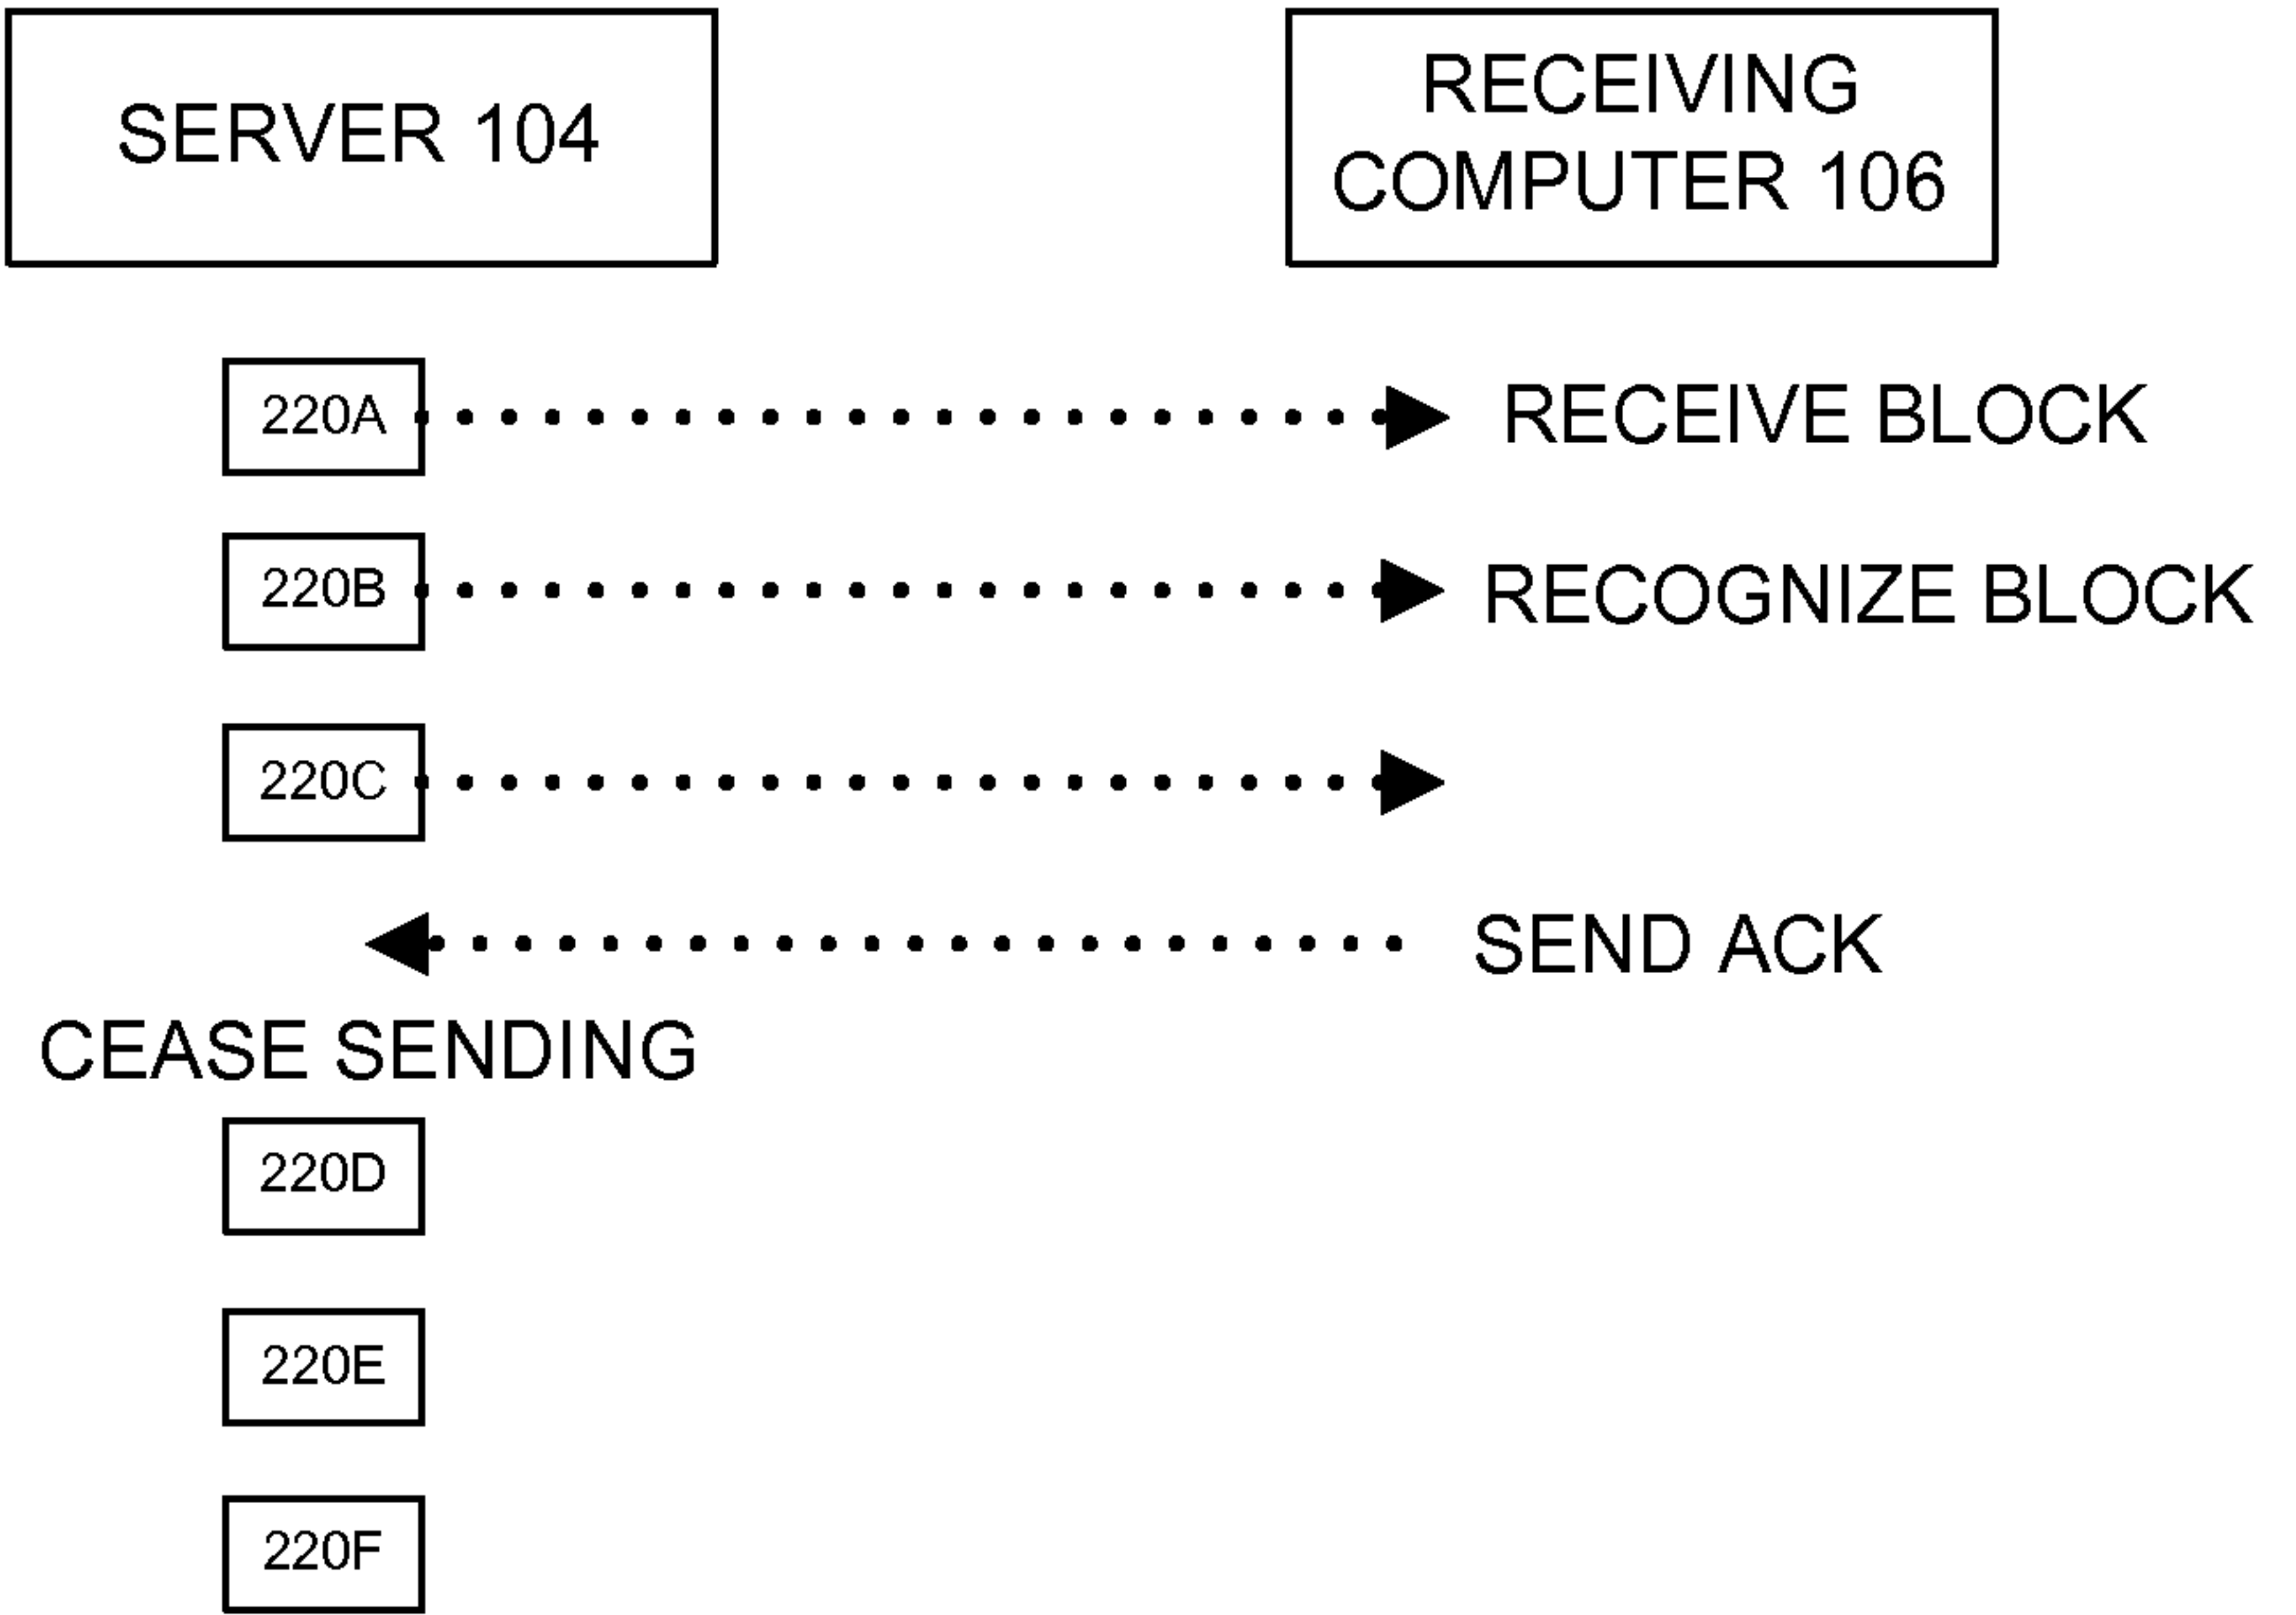 SERVER 104
RECEIVING
COMPUTER 106
220A
RECEIVE BLOCK
220B
RECOGNIZE BLOCK
220C
SEND ACK
CEASE SENDING
220D
220E
220F